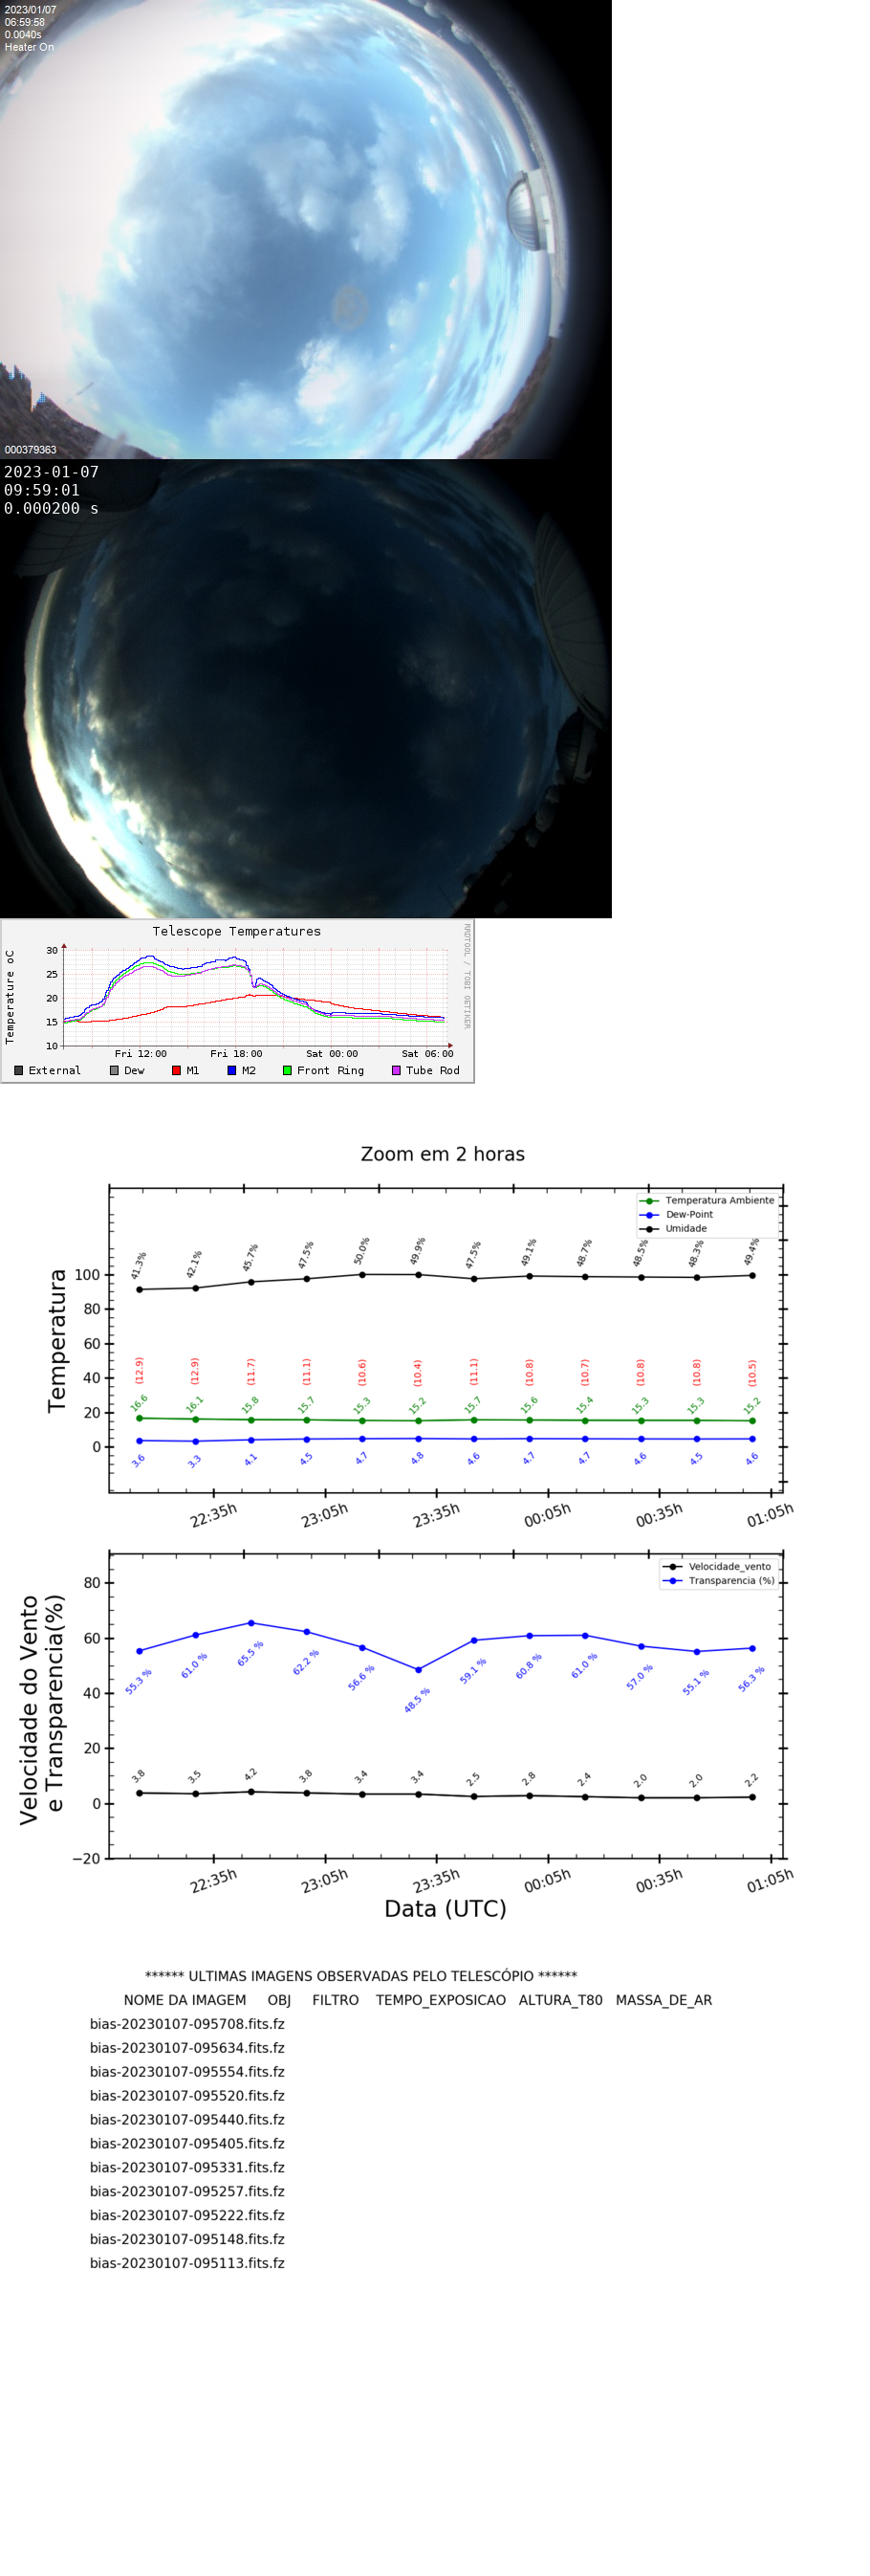 2023/01/07
06:59:58
0.0040s
Heater On
000379363
2023-01-07
09:59:01
0.000200 s
Telescope Temperatures
RRDTOOL / TOBI OETIKER
Temperature oC
30
25
20
15
10
Fri 12:00 Fri 18:00 Sat 00:00 Sat 06:00
External Dew M1 M2 Front Ring Tube Rod
Zoom em 2 horas
Temperatura Ambiente
Dew-Point
Umidade
Temperatura
100
80
60
40
20
0
41.3% 42.1% 45.7% 47.5% 50.0% 49.9% 47.5% 49.1% 48.7% 48.5% 48.3% 49.4%
(12.9) (12.9) (11.7) (11.1) (10.6) (10.4) (11.1) (10.8) (10.7) (10.8) (10.8) (10.5)
16.6 16.1 15.8 15.7 15.3 15.2 15.7 15.6 15.4 15.3 15.3 15.2
3.6 3.3 4.1 4.5 4.7 4.8 4.6 4.7 4.7 4.6 4.5 4.6
22:35h 23:05h 23:35h 00:05h 00:35h 01:05h
Velocidade_vento
Transparencia (%)
Velocidade do Vento
e Transparencia(%)
80
60
40
20
0
−20
55.3 % 61.0 % 65.5 % 62.2 % 56.6 % 48.5 % 59.1 % 60.8 % 61.0 % 57.0 % 55.1 % 56.3 %
3.8 3.5 4.2 3.8 3.4 3.4 2.5 2.8 2.4 2.0 2.0 2.2
22:35h 23:05h 23:35h 00:05h 00:35h 01:05h
Data (UTC)
****** ULTIMAS IMAGENS OBSERVADAS PELO TELESCÓPIO ******
NOME DA IMAGEM OBJ FILTRO TEMPO_EXPOSICAO ALTURA_T80 MASSA_DE_AR
bias-20230107-095708.fits.fz
bias-20230107-095634.fits.fz
bias-20230107-095554.fits.fz
bias-20230107-095520.fits.fz
bias-20230107-095440.fits.fz
bias-20230107-095405.fits.fz
bias-20230107-095331.fits.fz
bias-20230107-095257.fits.fz
bias-20230107-095222.fits.fz
bias-20230107-095148.fits.fz
bias-20230107-095113.fits.fz